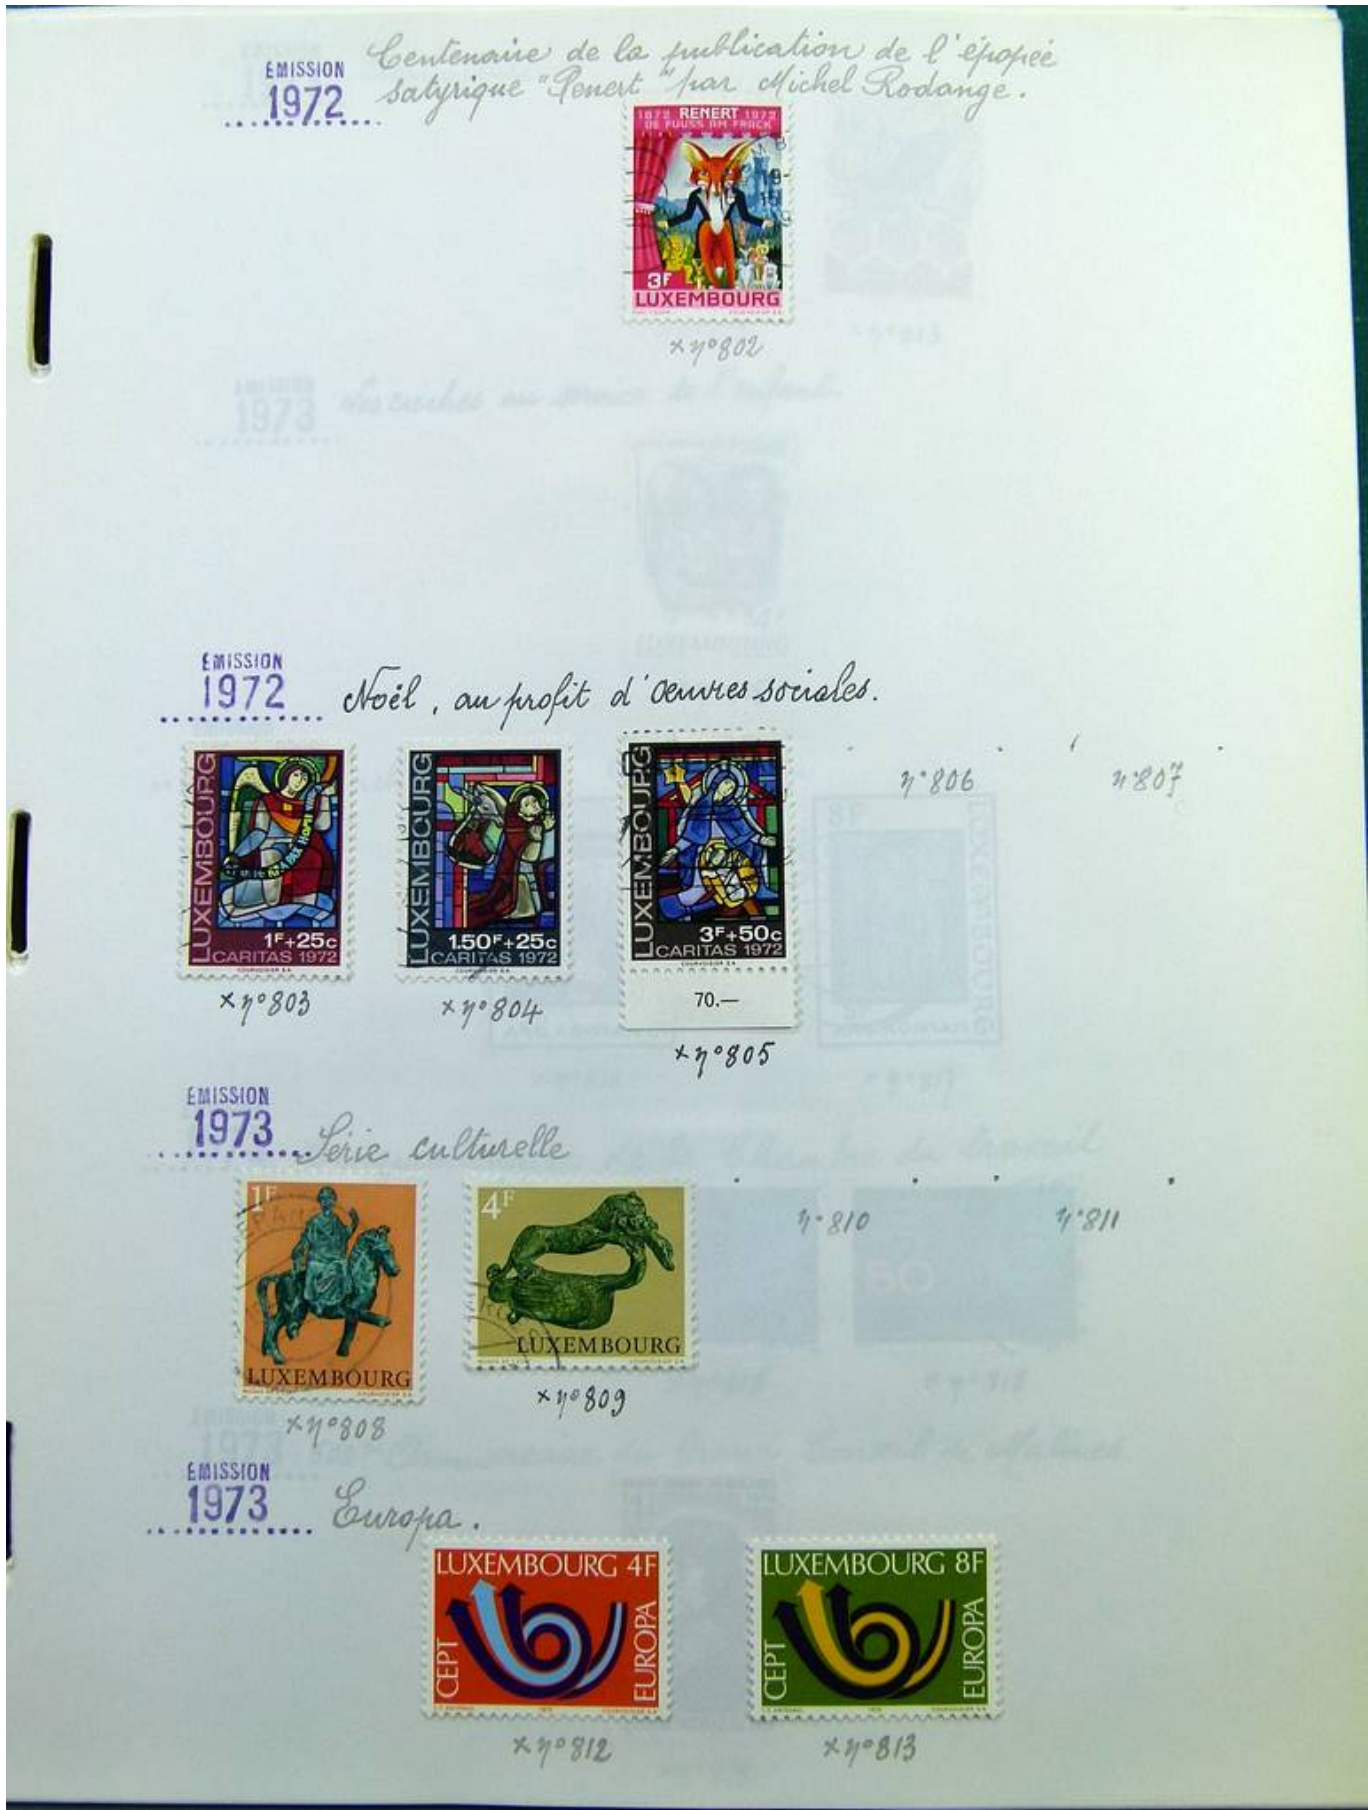 Centenaire de la publication de l'épopée
EMISSION
1972
satyrique "Renert" par Michel Rodange.
1872 RENERT 1972
DE FUUSS AM FRACK
3F
LUXEMBOURG
x n°802
EMISSION
1972
Noël, au profit d'œuvres sociales.
LUXEMBOURG
1F+25c
CARITAS 1972
COURVOISIER S.A.
x n°803
LUXEMBOURG
1.50F+25c
CARITAS 1972
COURVOISIER S.A.
x n°804
LUXEMBOURG
3F+50c
CARITAS 1972
COURVOISIER S.A.
70.—
x n°805
n°806
n°807
EMISSION
1973
Série culturelle
1F
LUXEMBOURG
x n°808
4F
LUXEMBOURG
x n°809
n°810
n°811
EMISSION
1973
Europa.
LUXEMBOURG 4F
CEPT
EUROPA
x n°812
LUXEMBOURG 8F
CEPT
EUROPA
x n°813